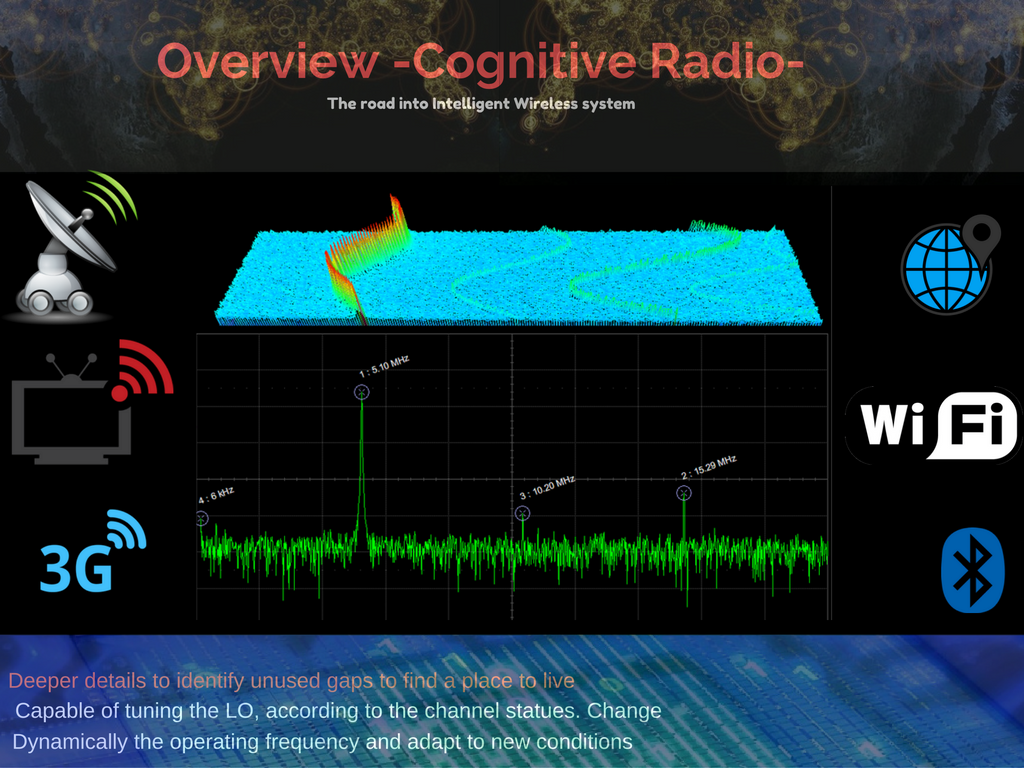 Overview -Cognitive Radio-
The road into Intelligent Wireless system
1 : 5.10 MHz
4 : 6 kHz
3 : 10.20 MHz
2 : 15.29 MHz
3G
WiFi
Deeper details to identify unused gaps to find a place to live
Capable of tuning the LO, according to the channel statues. Change
Dynamically the operating frequency and adapt to new conditions